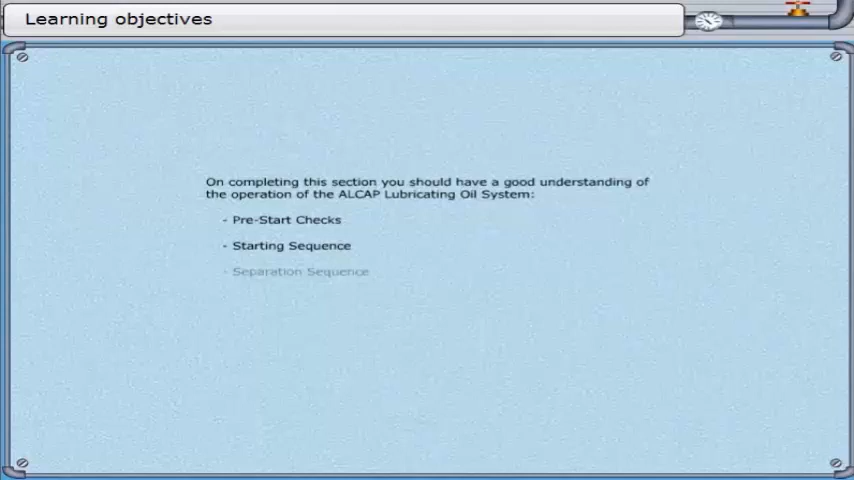 Learning objectives
On completing this section you should have a good understanding of
the operation of the ALCAP Lubricating Oil System:
- Pre-Start Checks
- Starting Sequence
- Separation Sequence